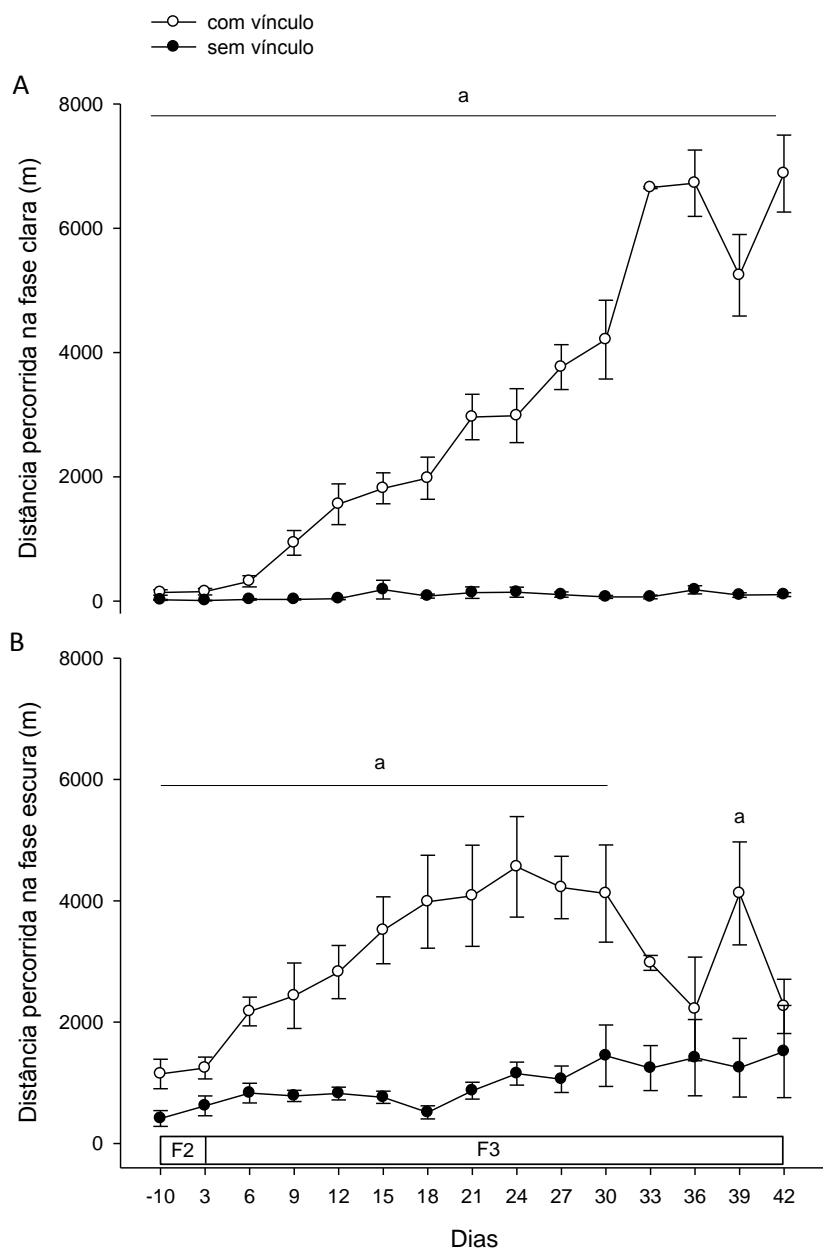 com vínculo
sem vínculo
A
a
8000
6000
4000
2000
0
Distância percorrida na fase clara (m)
B
a
a
8000
6000
4000
2000
0
Distância percorrida na fase escura (m)
F2 F3
-10 3 6 9 12 15 18 21 24 27 30 33 36 39 42
Dias